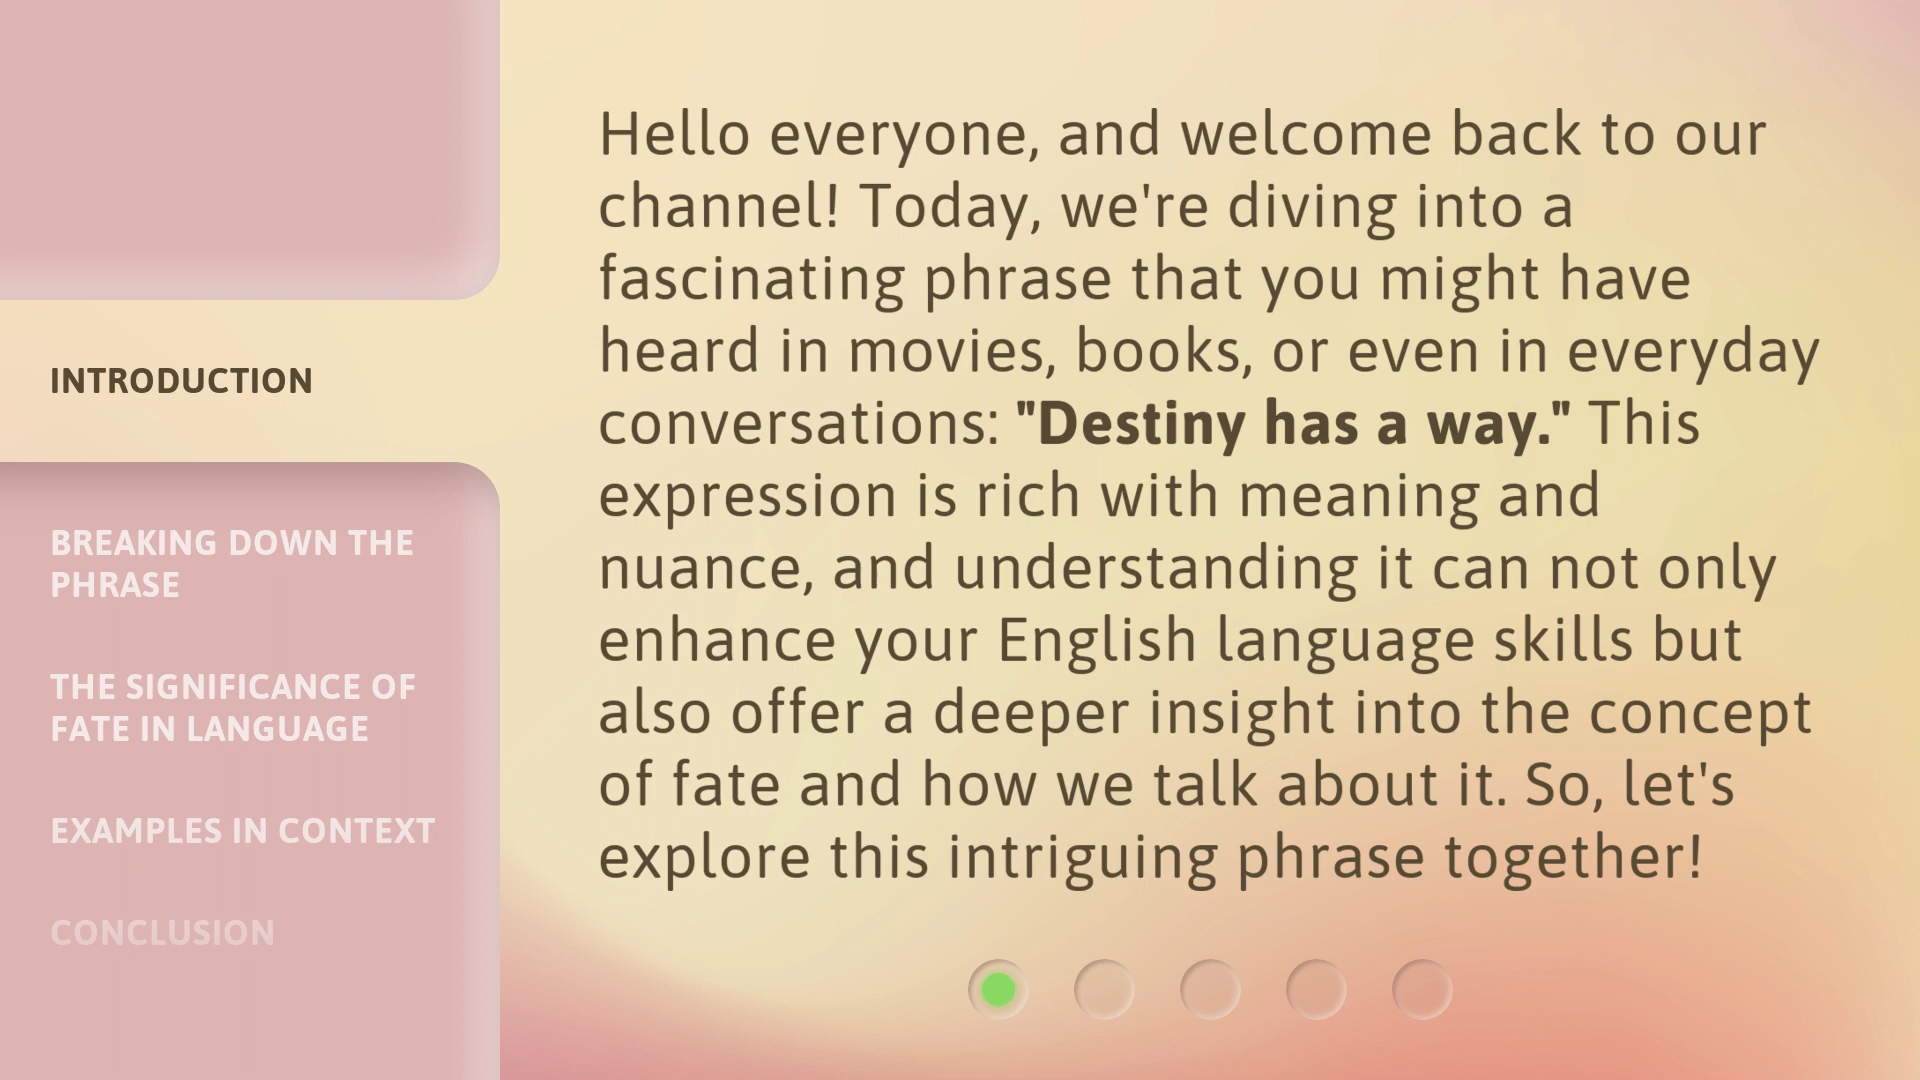 INTRODUCTION
BREAKING DOWN THE
PHRASE
THE SIGNIFICANCE OF
FATE IN LANGUAGE
EXAMPLES IN CONTEXT
CONCLUSION
Hello everyone, and welcome back to our
channel! Today, we're diving into a
fascinating phrase that you might have
heard in movies, books, or even in everyday
conversations: "Destiny has a way." This
expression is rich with meaning and
nuance, and understanding it can not only
enhance your English language skills but
also offer a deeper insight into the concept
of fate and how we talk about it. So, let's
explore this intriguing phrase together!